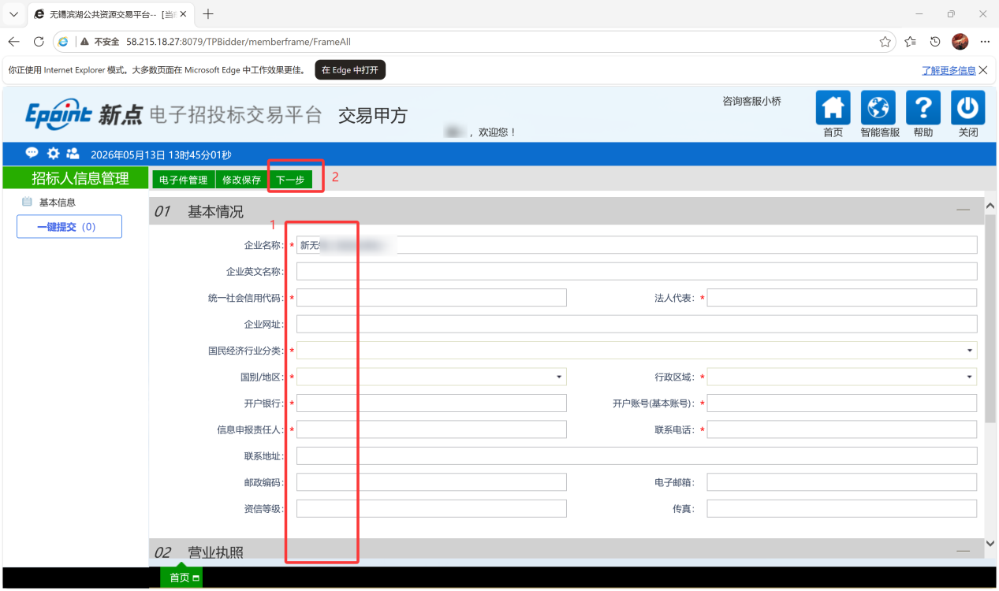 无锡滨湖公共资源交易平台-- [当
不安全 58.215.18.27:8079/TPBidder/memberframe/FrameAll
你正使用 Internet Explorer 模式。大多数页面在 Microsoft Edge 中工作效果更佳。 在 Edge 中打开 了解更多信息
Epoint 新点 电子招投标交易平台 交易甲方
咨询客服小桥
，欢迎您！
首页 智能客服 帮助 关闭
2026年05月13日 13时45分01秒
招标人信息管理
基本信息
一键提交（0）
电子件管理 修改保存 下一步 2
01 基本情况
1
企业名称: * 新无
企业英文名称:
统一社会信用代码: * 法人代表: *
企业网址:
国民经济行业分类: *
国别/地区: * 行政区域: *
开户银行: * 开户账号(基本账号): *
信息申报责任人: * 联系电话: *
联系地址:
邮政编码: 电子邮箱:
资信等级: 传真:
02 营业执照
首页